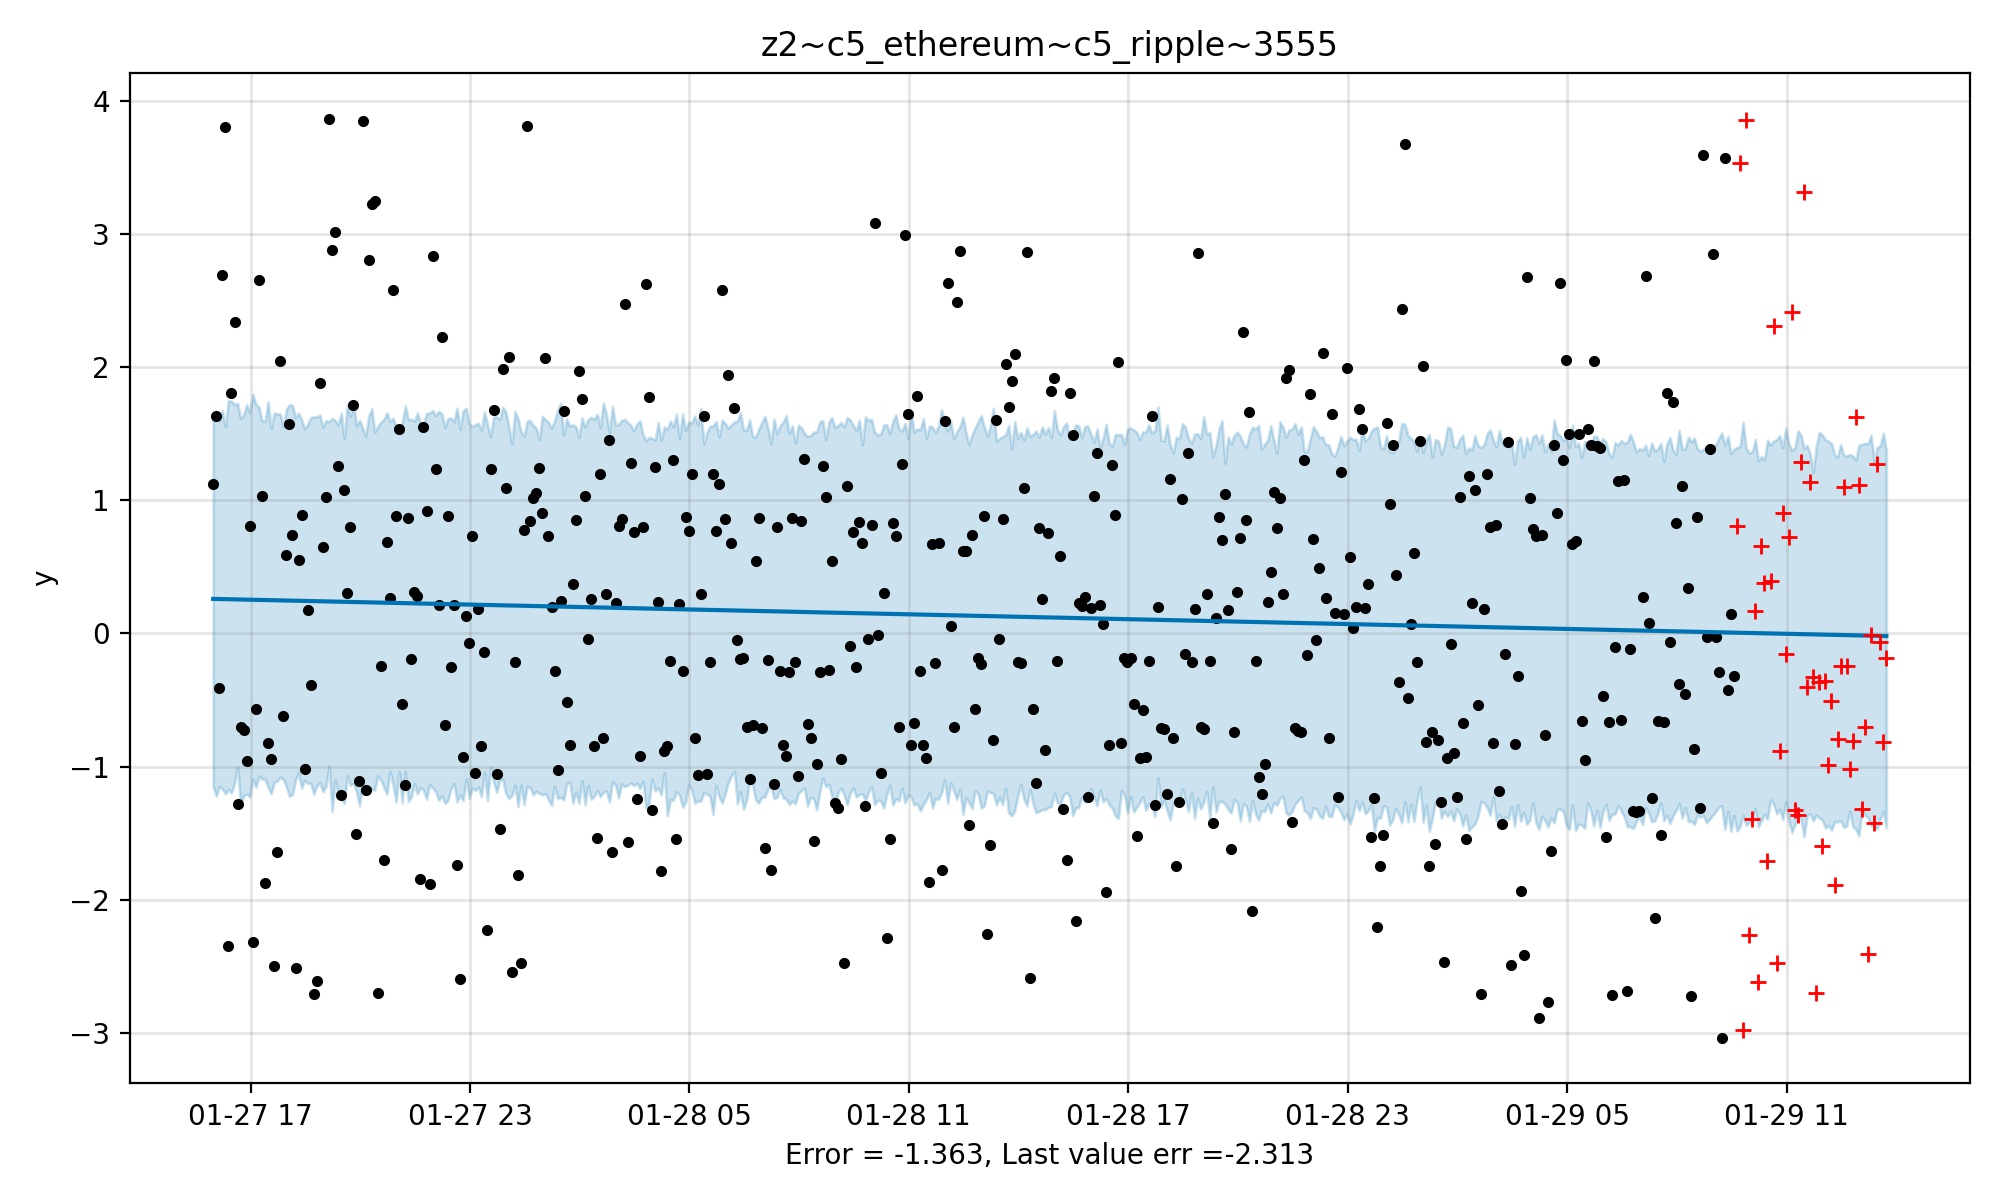 z2~c5_ethereum~c5_ripple~3555
y
4
3
2
1
0
−1
−2
−3
01-27 17 01-27 23 01-28 05 01-28 11 01-28 17 01-28 23 01-29 05 01-29 11
Error = -1.363, Last value err =-2.313